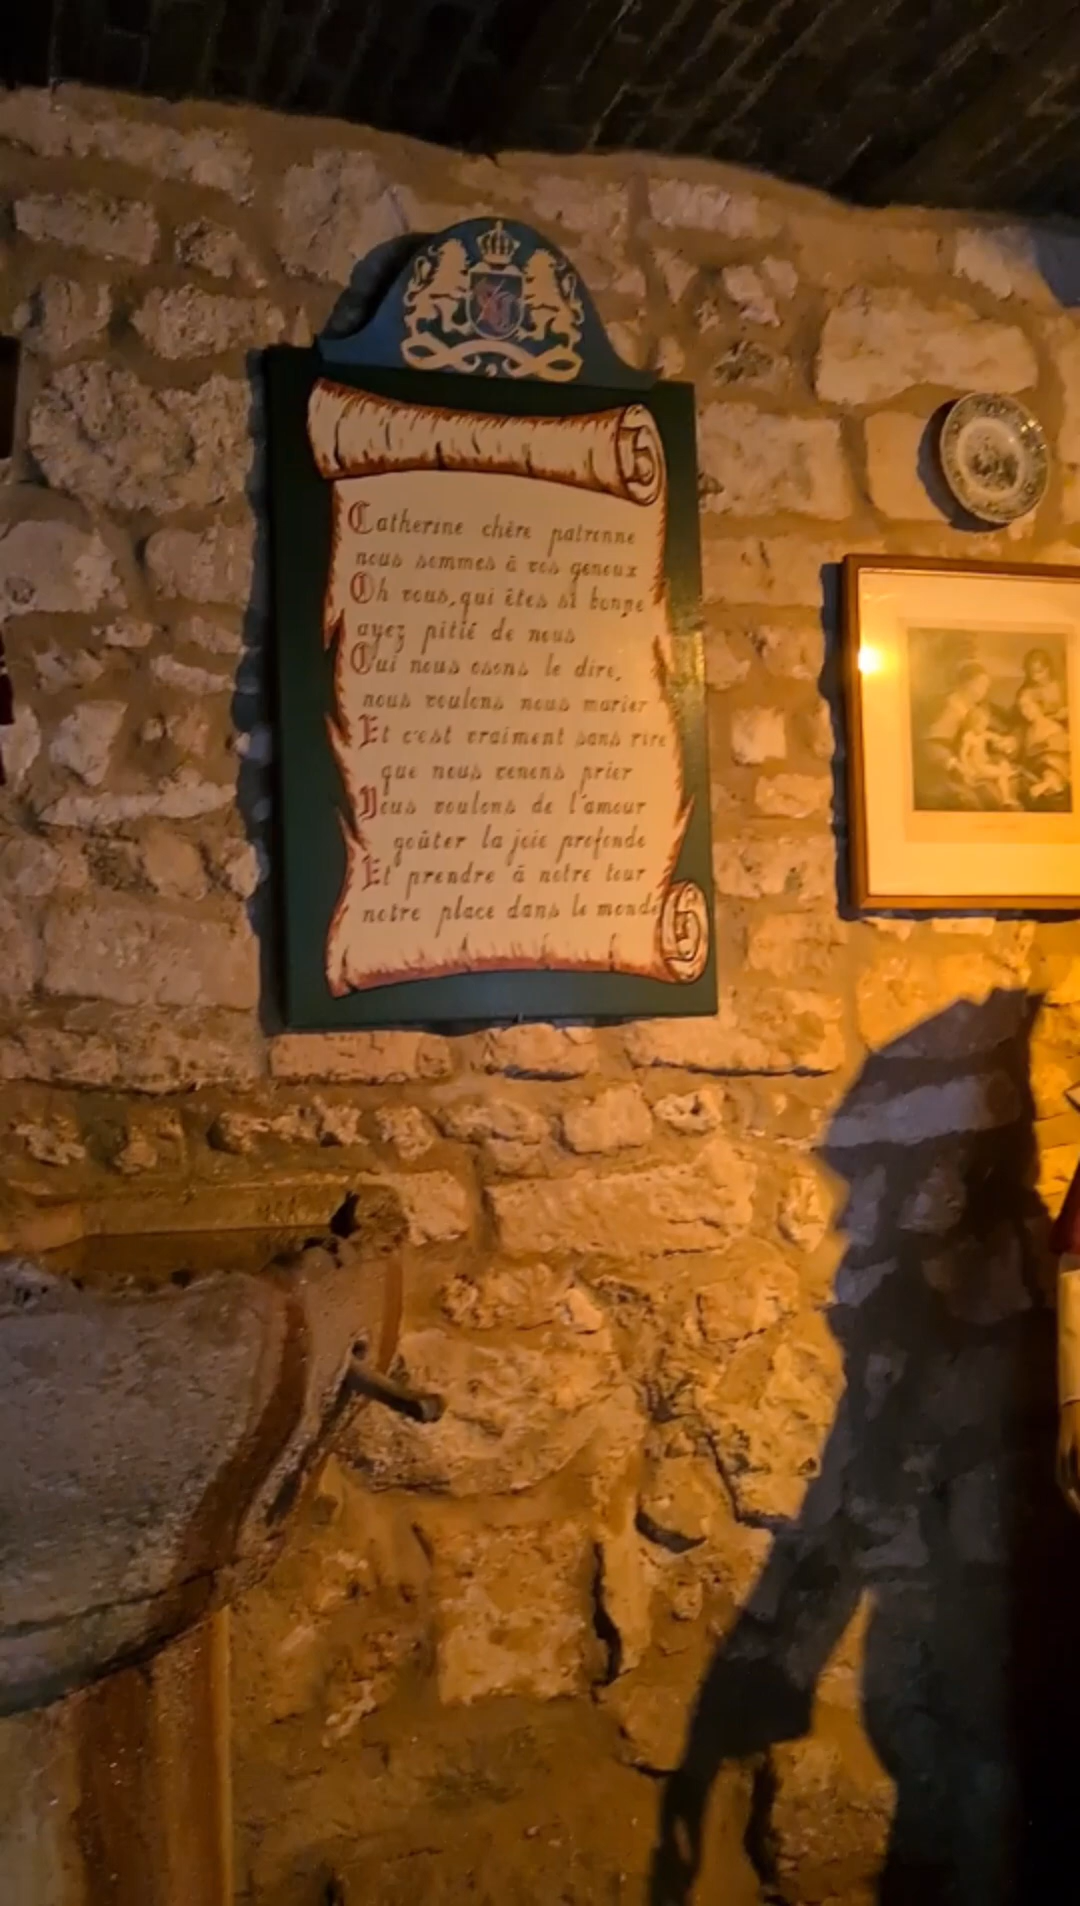 Catherine chère patronne
nous sommes à vos genoux
Oh vous, qui êtes si bonne
ayez pitié de nous
Oui nous osons le dire,
nous voulons nous marier
Et c'est vraiment sans rire
que nous venons prier
Nous voulons de l'amour
goûter la joie profonde
Et prendre à notre tour
notre place dans le monde